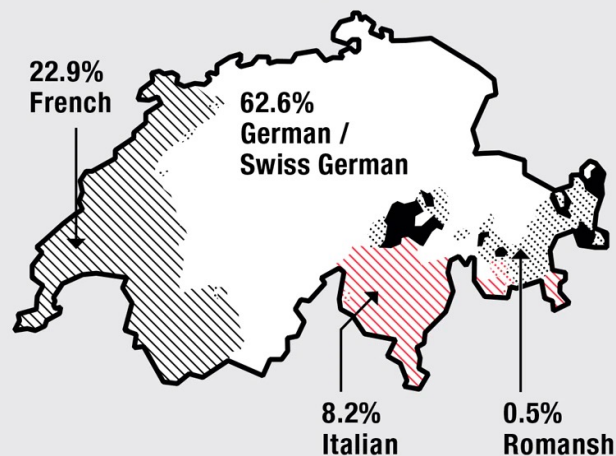 22.9%
French
62.6%
German /
Swiss German
8.2%
Italian
0.5%
Romansh